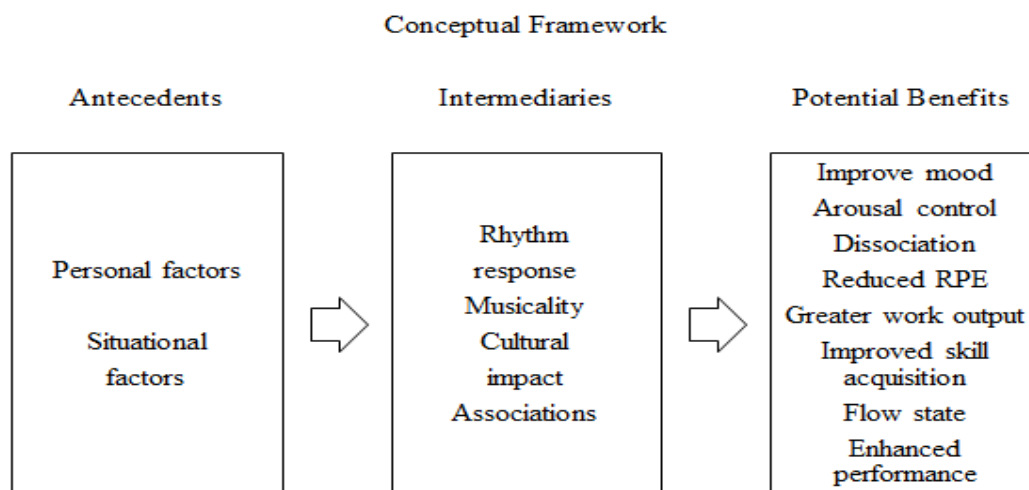 Conceptual Framework
Antecedents
Intermediaries
Potential Benefits
Personal factors
Situational
factors
Rhythm
response
Musicality
Cultural
impact
Associations
Improve mood
Arousal control
Dissociation
Reduced RPE
Greater work output
Improved skill
acquisition
Flow state
Enhanced
performance